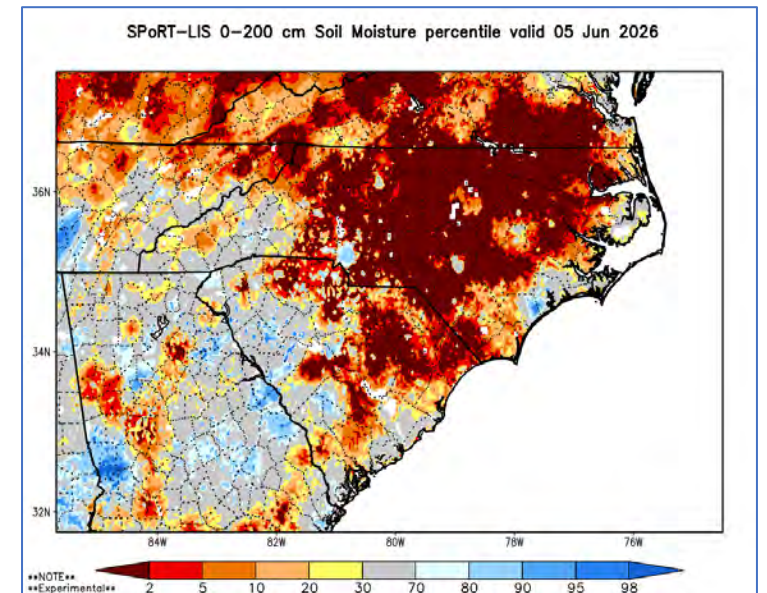 SPoRT-LIS 0-200 cm Soil Moisture percentile valid 05 Jun 2026
36N
34N
32N
84W 82W 80W 78W 76W
**NOTE**
**Experimental**
2 5 10 20 30 70 80 90 95 98